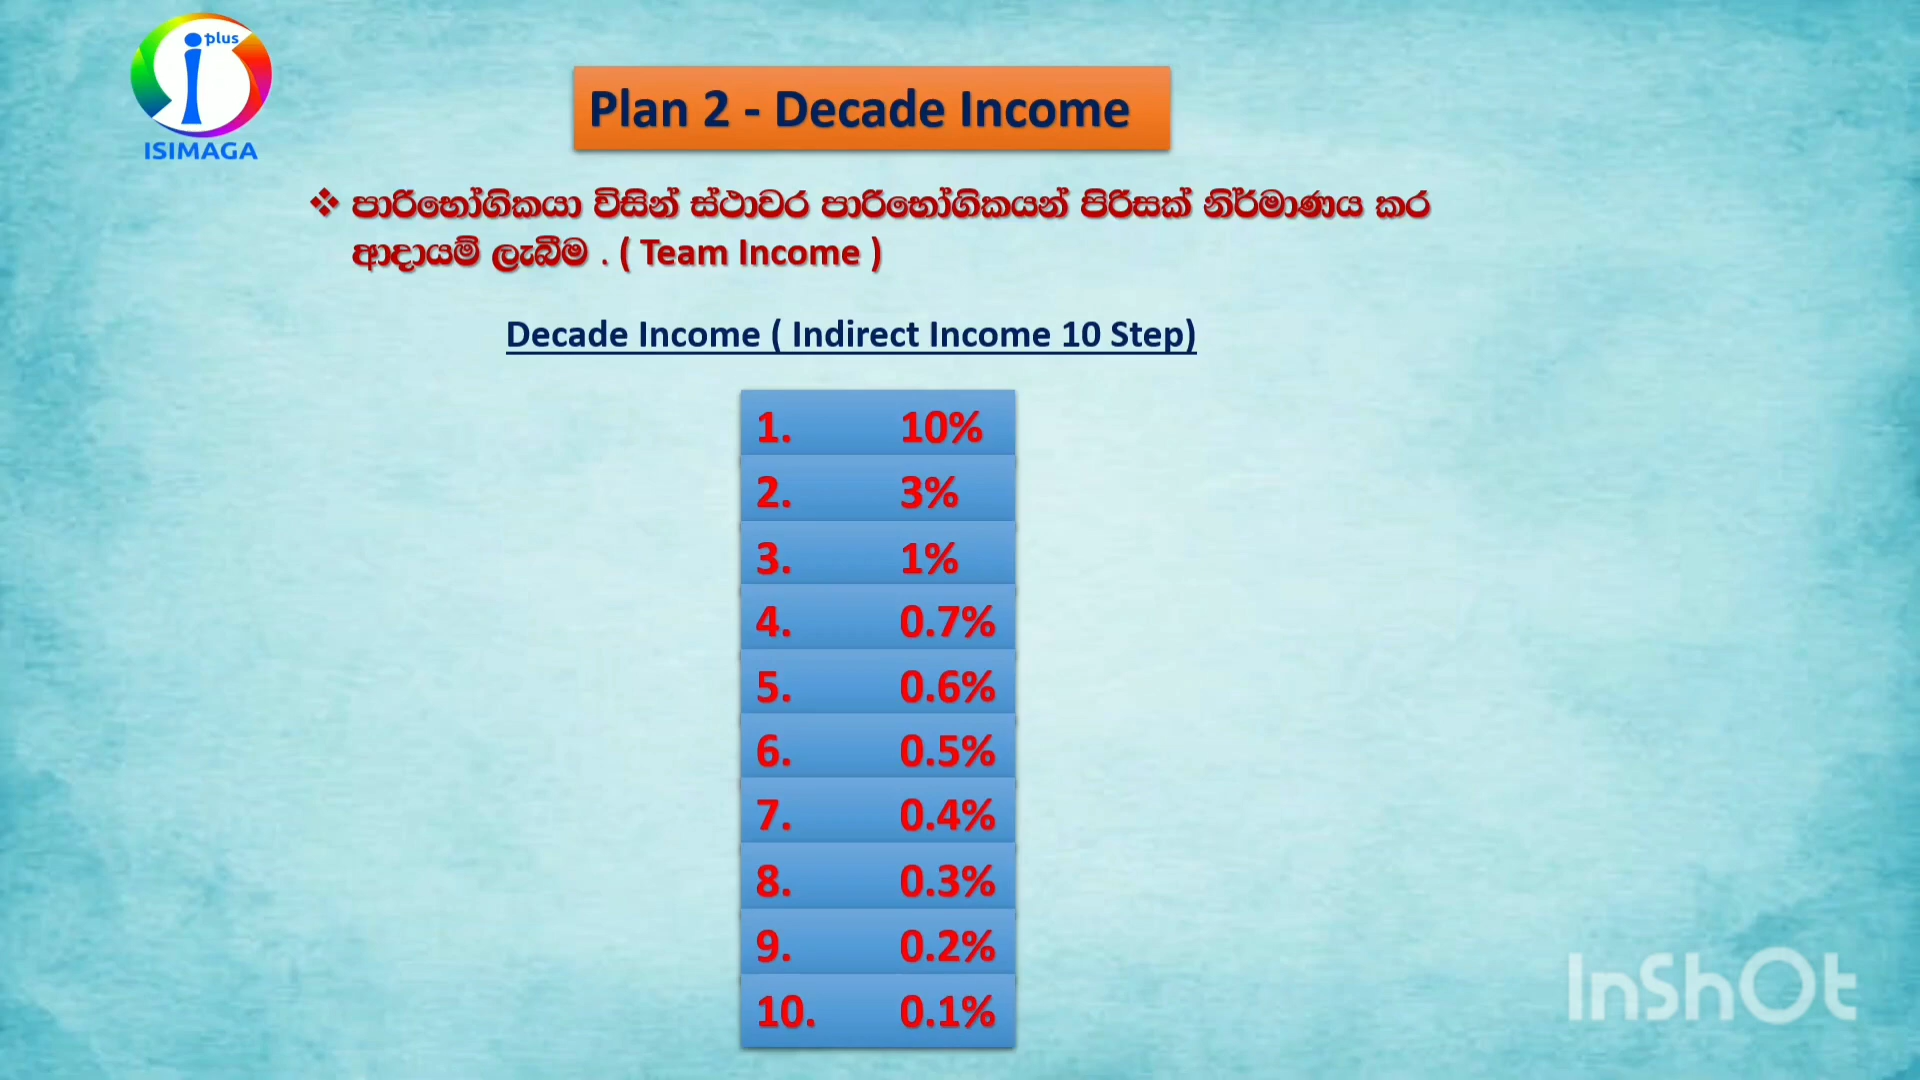 i plus
ISIMAGA
Plan 2 - Decade Income
❖ පාරිභෝගිකයා විසින් ස්ථාවර පාරිභෝගිකයන් පිරිසක් නිර්මාණය කර
ආදායම් ලැබීම . ( Team Income )
Decade Income ( Indirect Income 10 Step)
1. 10%
2. 3%
3. 1%
4. 0.7%
5. 0.6%
6. 0.5%
7. 0.4%
8. 0.3%
9. 0.2%
10. 0.1%
InShOt